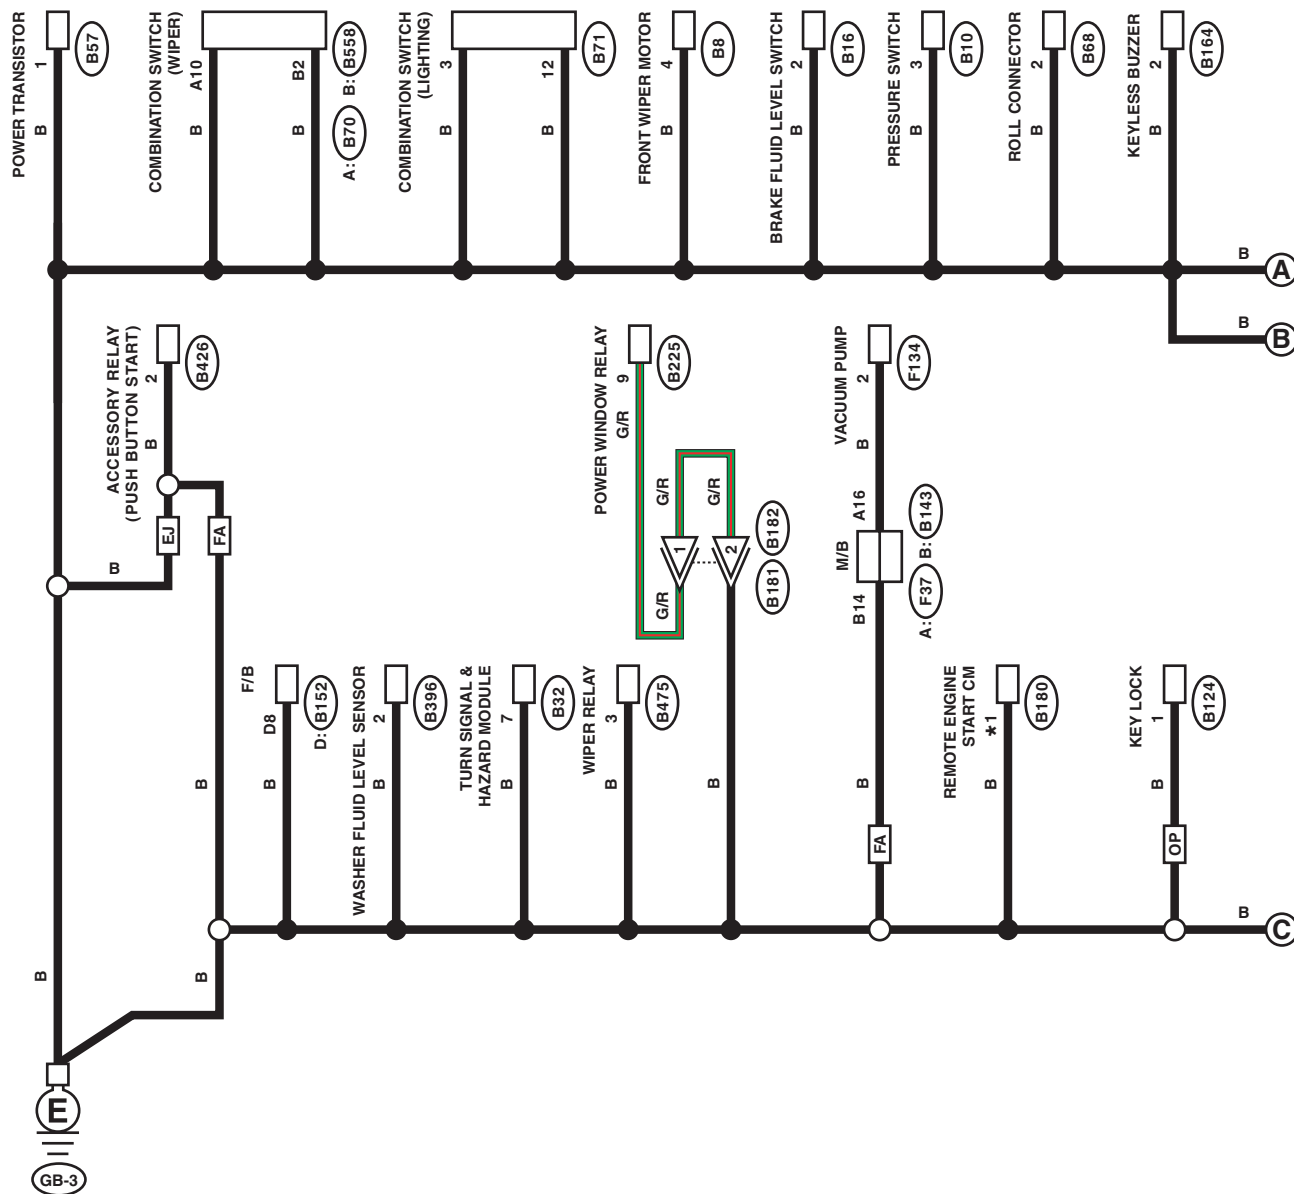 POWER TRANSISTOR
1
B
B57
COMBINATION SWITCH
(WIPER)
A10
B
B2
B
A: B70 B: B558
COMBINATION SWITCH
(LIGHTING)
3
B
12
B
B71
FRONT WIPER MOTOR
4
B
B8
BRAKE FLUID LEVEL SWITCH
2
B
B16
PRESSURE SWITCH
3
B
B10
ROLL CONNECTOR
2
B
B68
KEYLESS BUZZER
2
B
B164
B
A
B
B
ACCESSORY RELAY
(PUSH BUTTON START)
2
B
B426
EJ
FA
B
POWER WINDOW RELAY
9
G/R
B225
G/R
G/R
1
2
G/R
B181 B182
B
VACUUM PUMP
2
B
F134
A16
M/B
B14
A: F37 B: B143
B
FA
F/B
D8
B
D: B152
WASHER FLUID LEVEL SENSOR
2
B
B396
TURN SIGNAL &
HAZARD MODULE
7
B
B32
WIPER RELAY
3
B
B475
REMOTE ENGINE
START CM
*1
B
B180
KEY LOCK
1
B
B124
OP
B
C
B
B
B
E
GB-3